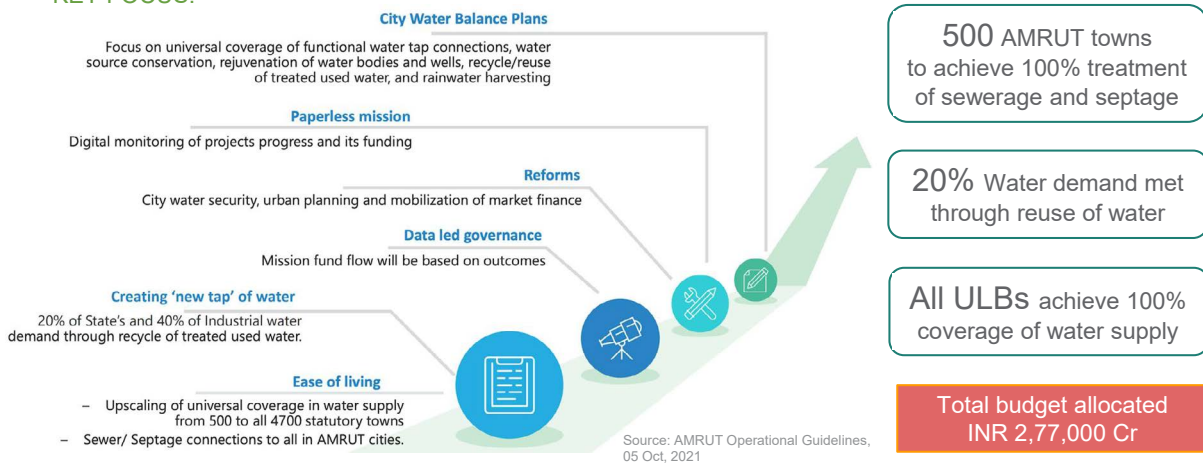 KEY FOCUS:
City Water Balance Plans
Focus on universal coverage of functional water tap connections, water
source conservation, rejuvenation of water bodies and wells, recycle/reuse
of treated used water, and rainwater harvesting
Paperless mission
Digital monitoring of projects progress and its funding
Reforms
City water security, urban planning and mobilization of market finance
Data led governance
Mission fund flow will be based on outcomes
Creating ‘new tap’ of water
20% of State's and 40% of Industrial water
demand through recycle of treated used water.
Ease of living
– Upscaling of universal coverage in water supply
from 500 to all 4700 statutory towns
– Sewer/ Septage connections to all in AMRUT cities.
Source: AMRUT Operational Guidelines,
05 Oct, 2021
500 AMRUT towns
to achieve 100% treatment
of sewerage and septage
20% Water demand met
through reuse of water
All ULBs achieve 100%
coverage of water supply
Total budget allocated
INR 2,77,000 Cr